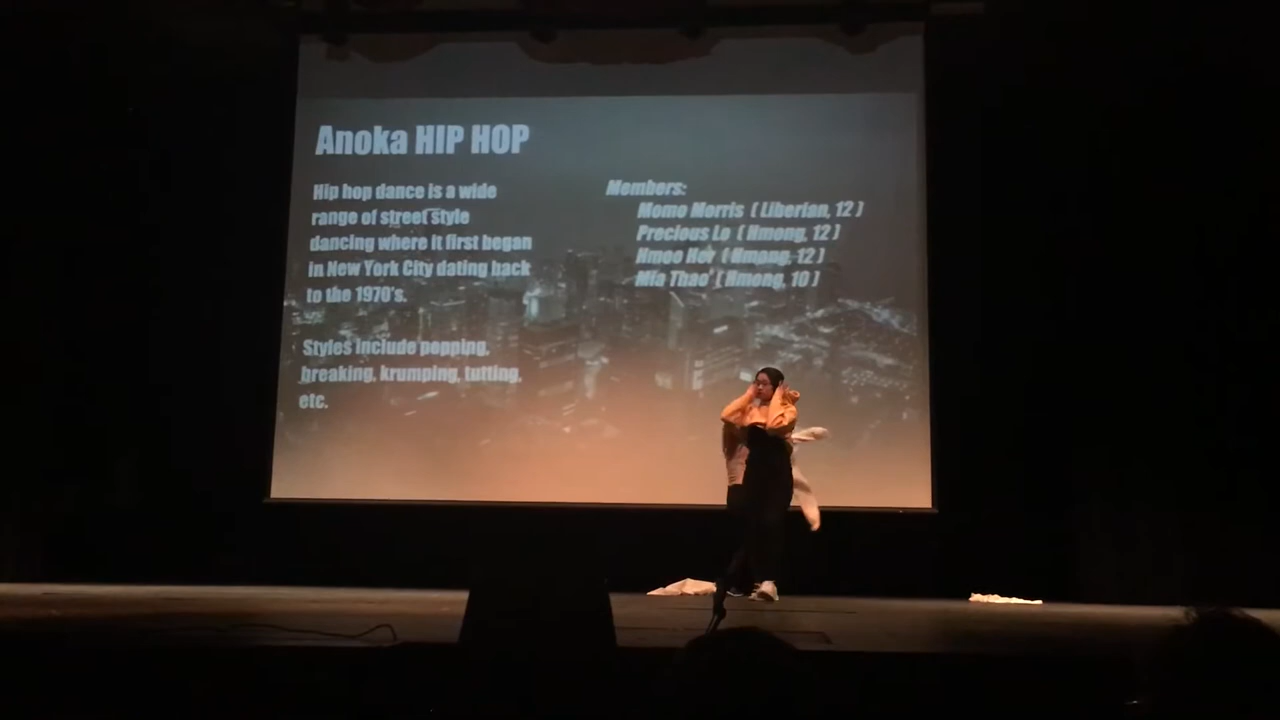 Anoka HIP HOP
Hip hop dance is a wide
range of street style
dancing where it first began
in New York City dating back
to the 1970's.
Styles include popping,
breaking, krumping, tutting,
etc.
Members:
Momo Morris ( Liberian, 12 )
Precious Lo ( Hmong, 12 )
Hmoo Her ( Hmong, 12 )
Mia Thao ( Hmong, 10 )